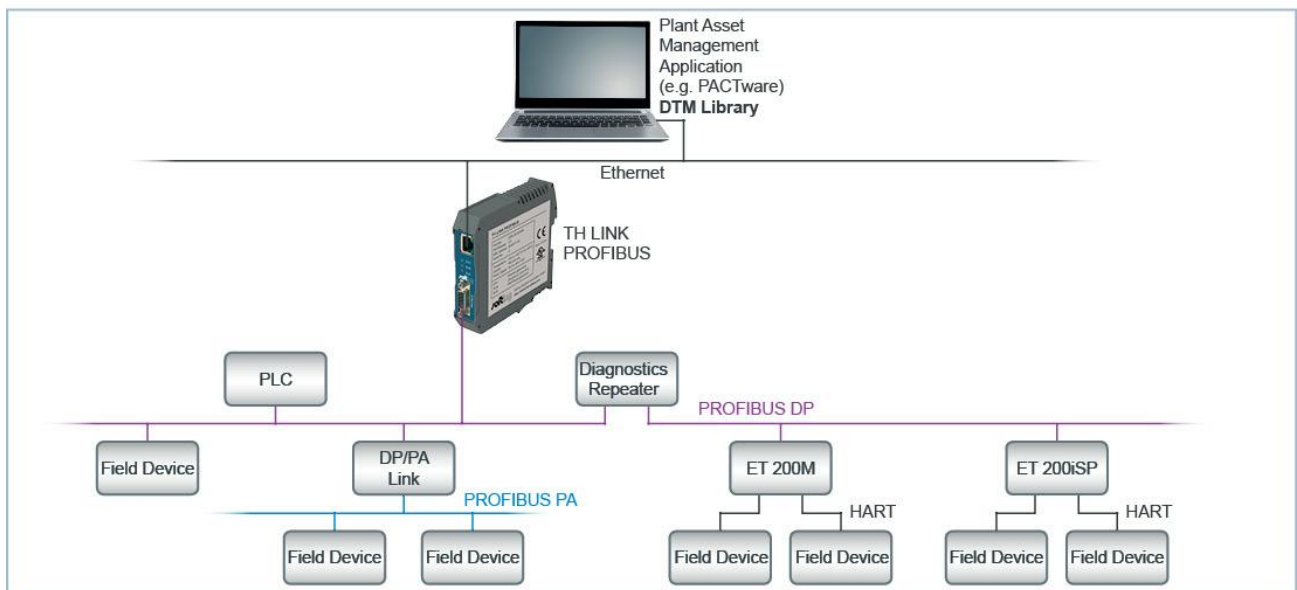 Plant Asset
Management
Application
(e.g. PACTware)
DTM Library
Ethernet
TH LINK
PROFIBUS
PLC
Diagnostics
Repeater
PROFIBUS DP
Field Device
DP/PA
Link
ET 200M
ET 200iSP
PROFIBUS PA
HART
HART
Field Device
Field Device
Field Device
Field Device
Field Device
Field Device